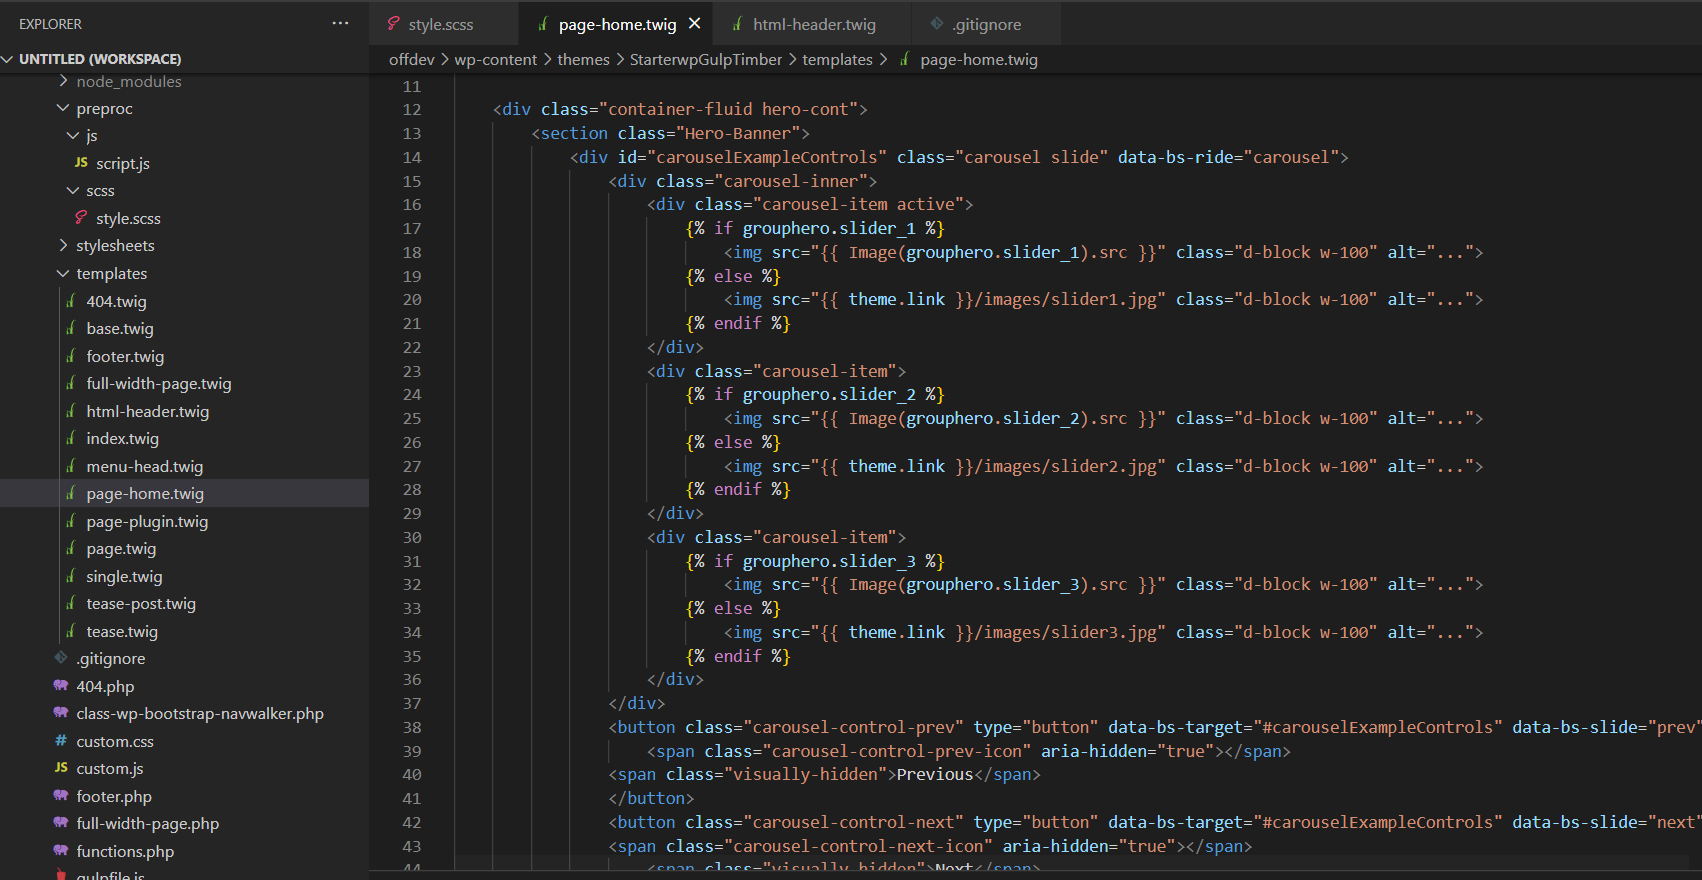 EXPLORER
···
UNTITLED (WORKSPACE)
node_modules
preproc
js
JS script.js
scss
style.scss
stylesheets
templates
404.twig
base.twig
footer.twig
full-width-page.twig
html-header.twig
index.twig
menu-head.twig
page-home.twig
page-plugin.twig
page.twig
single.twig
tease-post.twig
tease.twig
.gitignore
404.php
class-wp-bootstrap-navwalker.php
# custom.css
JS custom.js
footer.php
full-width-page.php
functions.php
gulpfile.js
style.scss
page-home.twig
html-header.twig
.gitignore
offdev > wp-content > themes > StarterwpGulpTimber > templates > page-home.twig
11
12 <div class="container-fluid hero-cont">
13 <section class="Hero-Banner">
14 <div id="carouselExampleControls" class="carousel slide" data-bs-ride="carousel">
15 <div class="carousel-inner">
16 <div class="carousel-item active">
17 {% if grouphero.slider_1 %}
18 <img src="{{ Image(grouphero.slider_1).src }}" class="d-block w-100" alt="...">
19 {% else %}
20 <img src="{{ theme.link }}/images/slider1.jpg" class="d-block w-100" alt="...">
21 {% endif %}
22 </div>
23 <div class="carousel-item">
24 {% if grouphero.slider_2 %}
25 <img src="{{ Image(grouphero.slider_2).src }}" class="d-block w-100" alt="...">
26 {% else %}
27 <img src="{{ theme.link }}/images/slider2.jpg" class="d-block w-100" alt="...">
28 {% endif %}
29 </div>
30 <div class="carousel-item">
31 {% if grouphero.slider_3 %}
32 <img src="{{ Image(grouphero.slider_3).src }}" class="d-block w-100" alt="...">
33 {% else %}
34 <img src="{{ theme.link }}/images/slider3.jpg" class="d-block w-100" alt="...">
35 {% endif %}
36 </div>
37 </div>
38 <button class="carousel-control-prev" type="button" data-bs-target="#carouselExampleControls" data-bs-slide="prev"
39 <span class="carousel-control-prev-icon" aria-hidden="true"></span>
40 <span class="visually-hidden">Previous</span>
41 </button>
42 <button class="carousel-control-next" type="button" data-bs-target="#carouselExampleControls" data-bs-slide="next"
43 <span class="carousel-control-next-icon" aria-hidden="true"></span>
44 <span class="visually-hidden">Next</span>